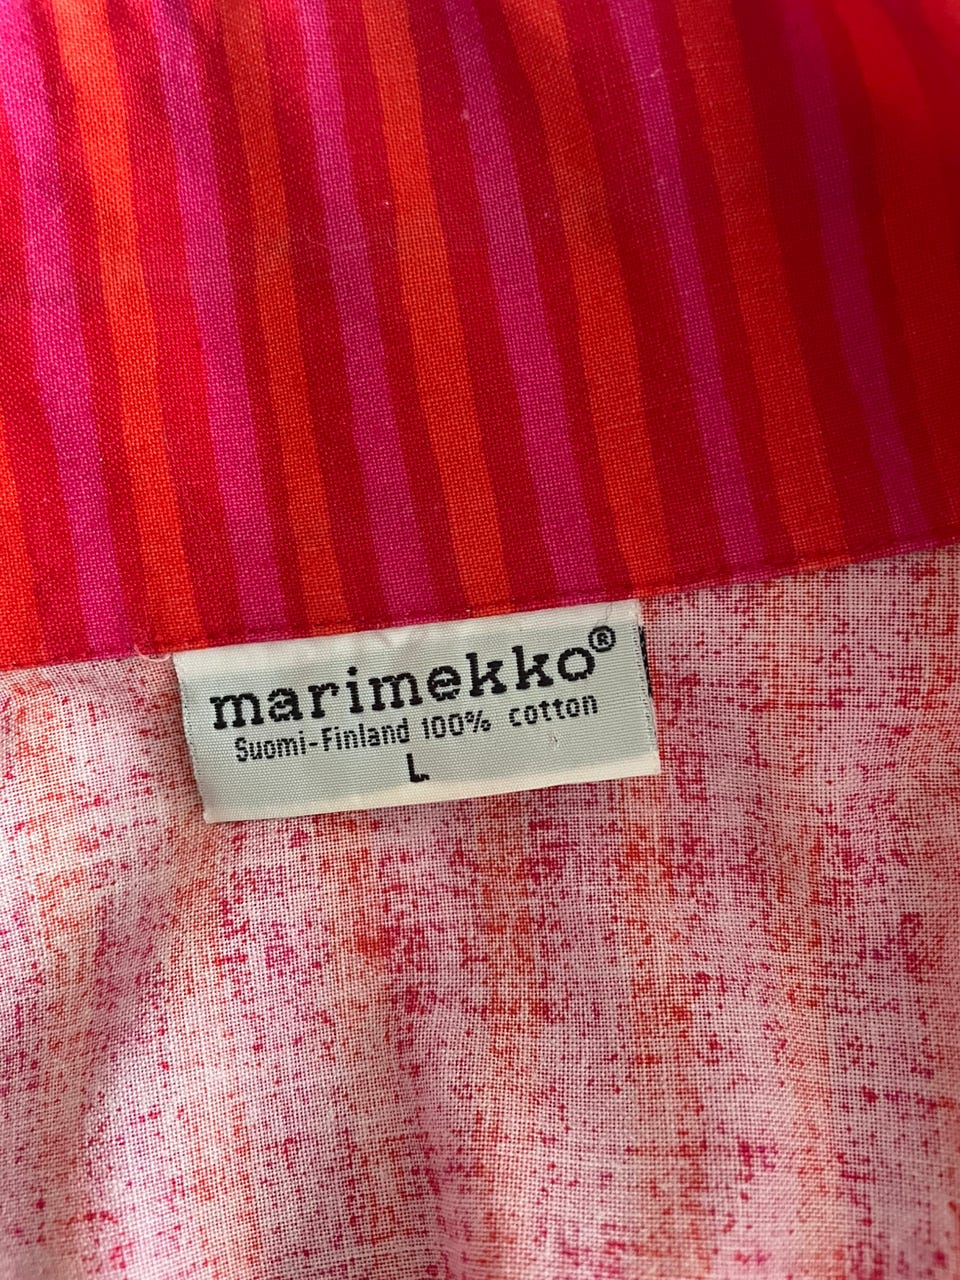 marimekko®
Suomi-Finland 100% cotton
L